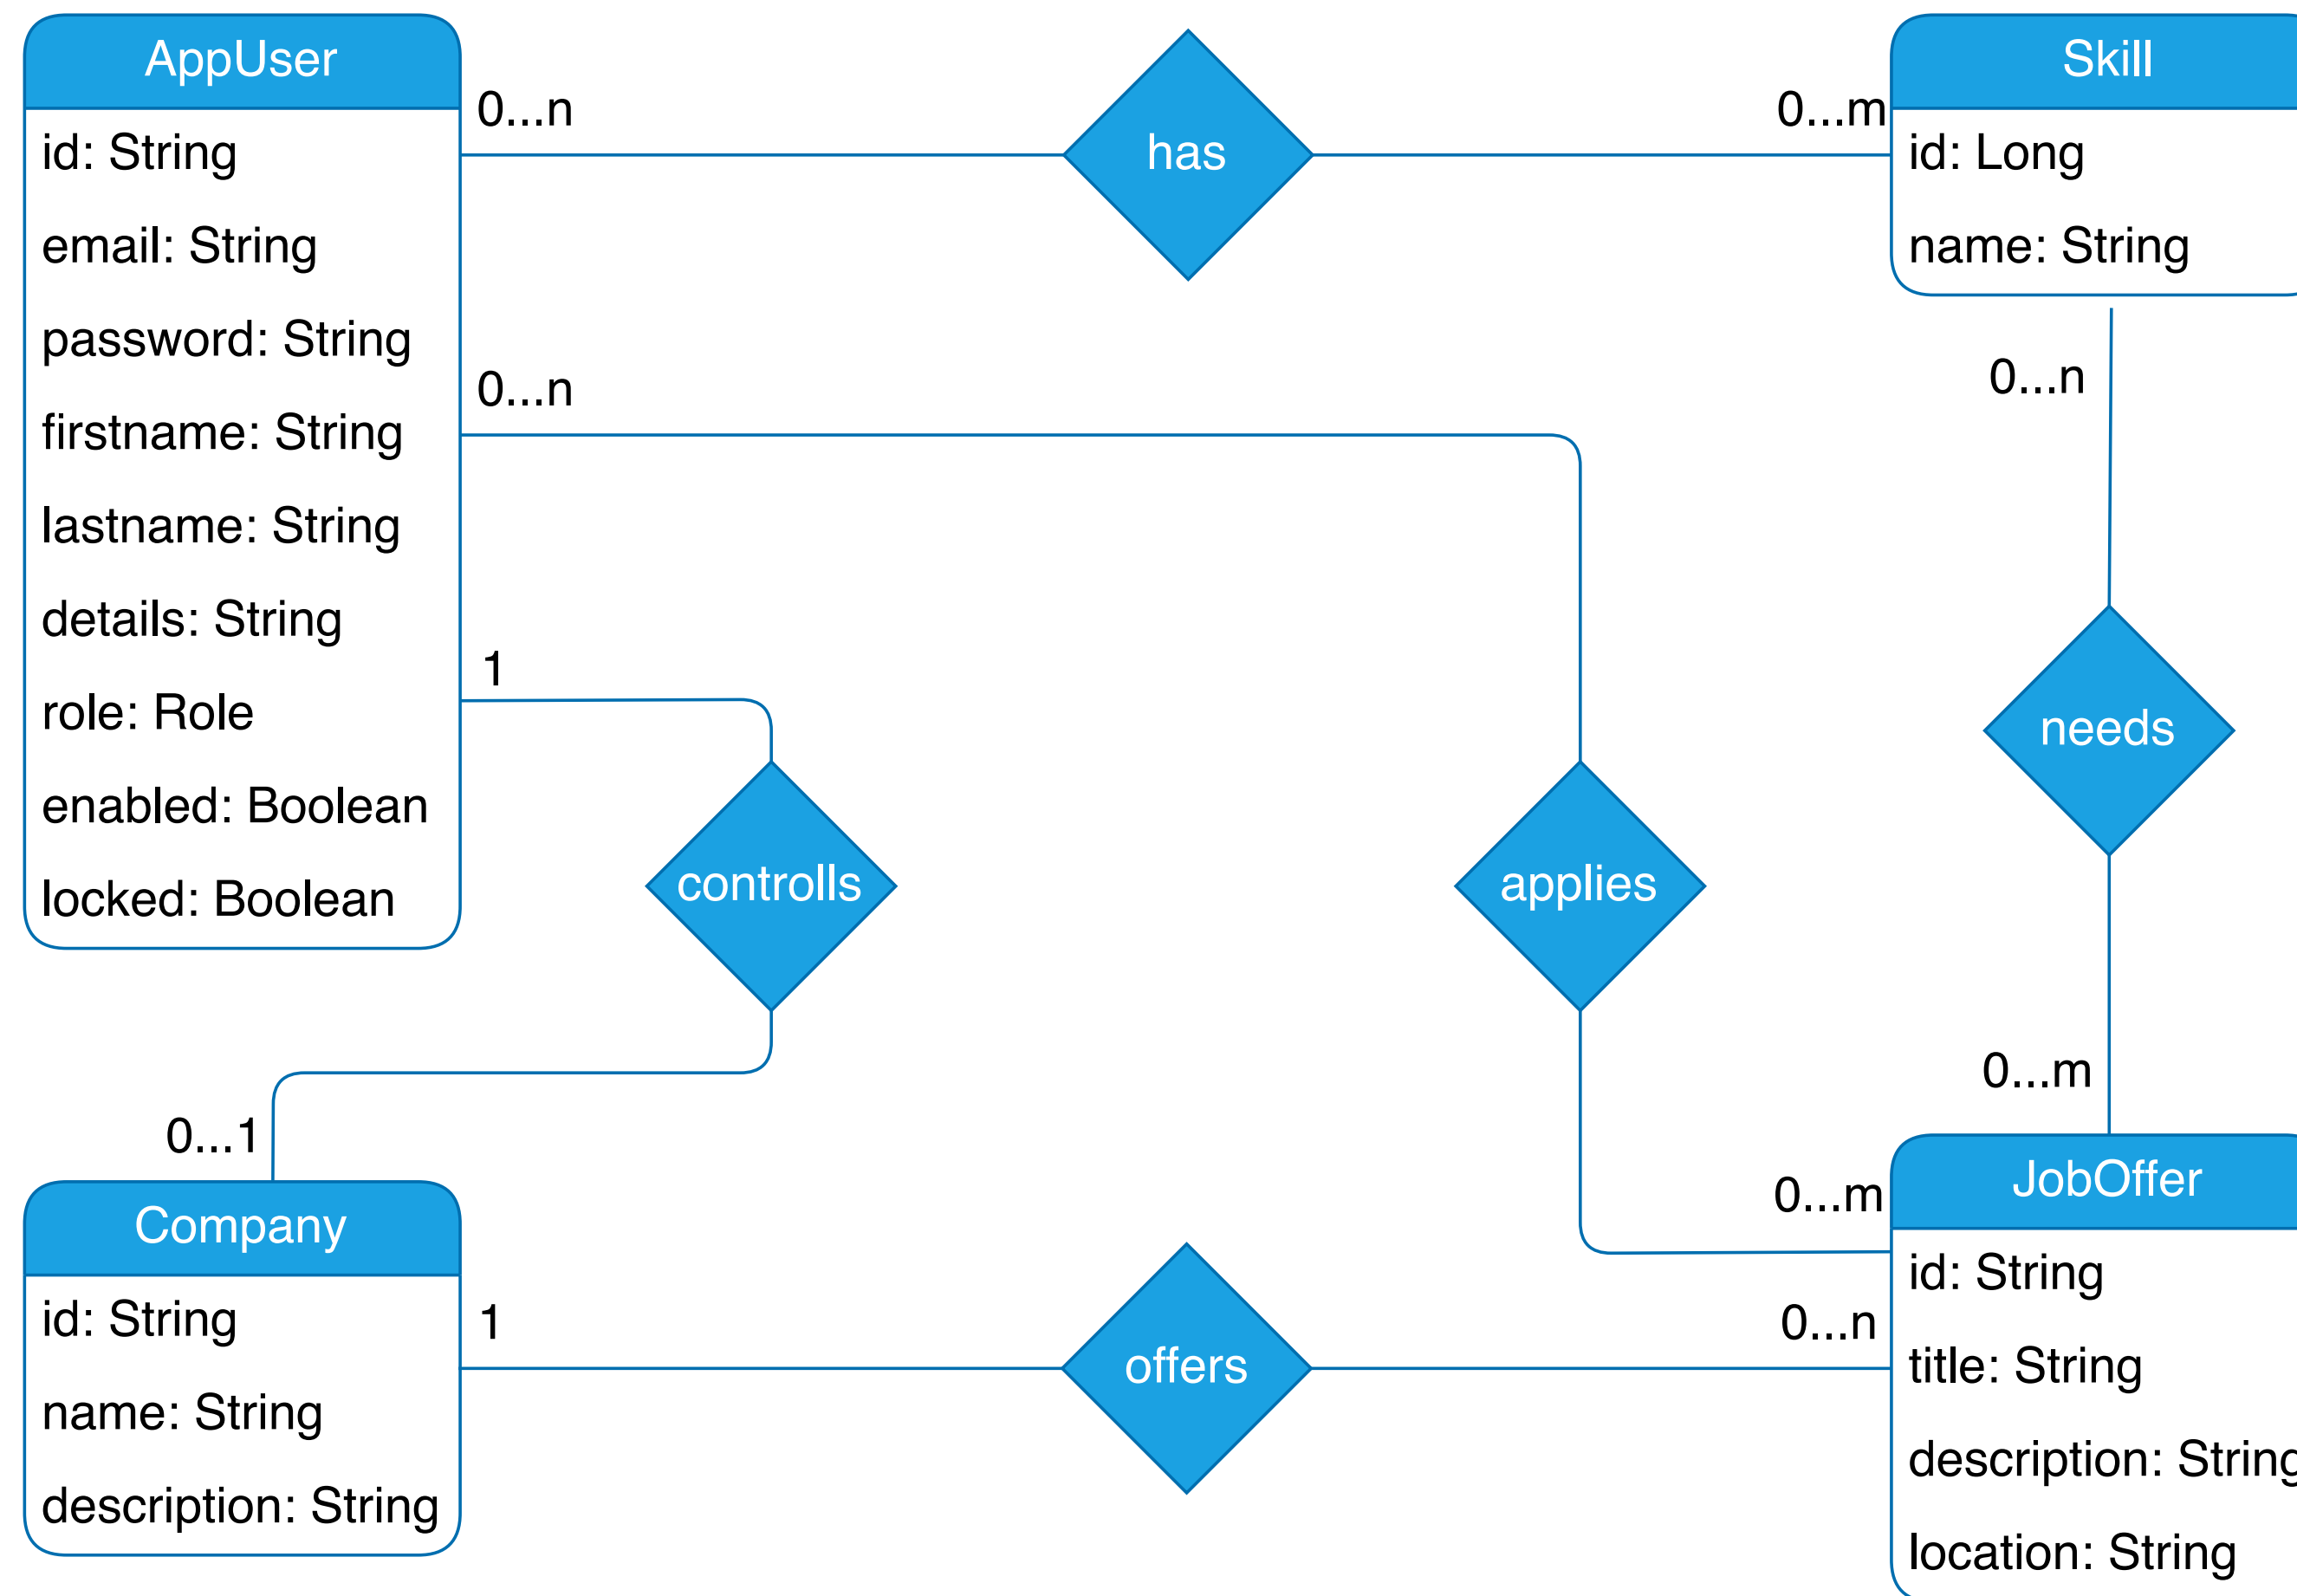 AppUser
id: String
email: String
password: String
firstname: String
lastname: String
details: String
role: Role
enabled: Boolean
locked: Boolean
0...n
has
0...m
Skill
id: Long
name: String
0...n
applies
0...m
0...n
needs
0...m
1
controlls
0...1
Company
id: String
name: String
description: String
1
offers
0...n
JobOffer
id: String
title: String
description: String
location: String